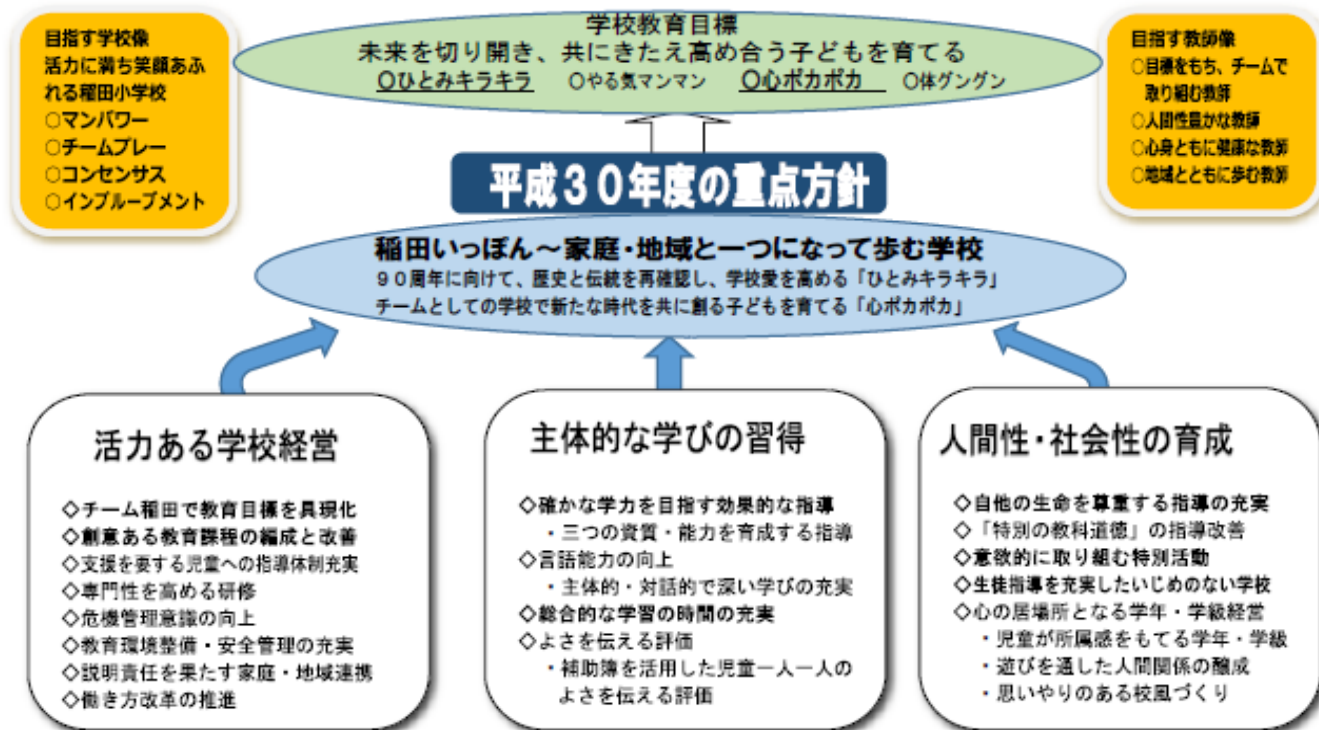 目指す学校像
活力に満ち笑顔あふ
れる稲田小学校
○マンパワー
○チームプレー
○コンセンサス
○インプルーブメント
学校教育目標
未来を切り開き、共にきたえ高め合う子どもを育てる
○ひとみキラキラ ○やる気マンマン ○心ポカポカ ○体グングン
目指す教師像
○目標をもち、チームで
取り組む教師
○人間性豊かな教師
○心身ともに健康な教師
○地域とともに歩む教師
平成30年度の重点方針
稲田いっぽん~家庭・地域と一つになって歩む学校
90周年に向けて、歴史と伝統を再確認し、学校愛を高める「ひとみキラキラ」
チームとしての学校で新たな時代を共に創る子どもを育てる「心ポカポカ」
活力ある学校経営
◇チーム稲田で教育目標を具現化
◇創意ある教育課程の編成と改善
◇支援を要する児童への指導体制充実
◇専門性を高める研修
◇危機管理意識の向上
◇教育環境整備・安全管理の充実
◇説明責任を果たす家庭・地域連携
◇働き方改革の推進
主体的な学びの習得
◇確かな学力を目指す効果的な指導
・三つの資質・能力を育成する指導
◇言語能力の向上
・主体的・対話的で深い学びの充実
◇総合的な学習の時間の充実
◇よさを伝える評価
・補助簿を活用した児童一人一人の
よさを伝える評価
人間性・社会性の育成
◇自他の生命を尊重する指導の充実
◇「特別の教科道徳」の指導改善
◇意欲的に取り組む特別活動
◇生徒指導を充実したいじめのない学校
◇心の居場所となる学年・学級経営
・児童が所属感をもてる学年・学級
・遊びを通した人間関係の醸成
・思いやりのある校風づくり